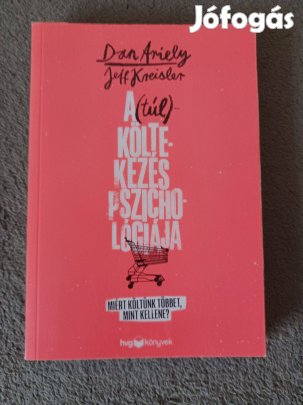 Jófogás
Dan Ariely
Jeff Kreisler
A (túl)-
KÖLTE-
KEZÉS
PSZICHO-
LÓGIÁJA
MIÉRT KÖLTÜNK TÖBBET,
MINT KELLENE?
hvg könyvek